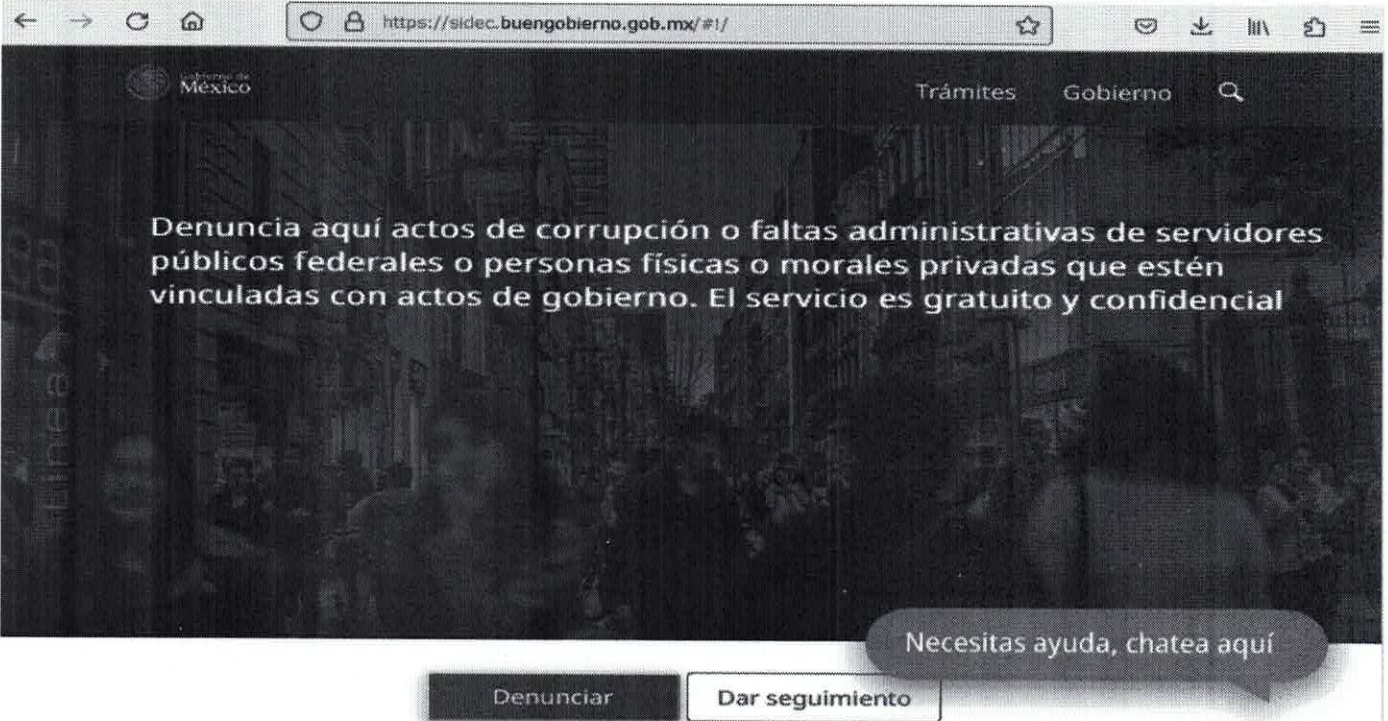 https://sidec.buengobierno.gob.mx/#!/
Gobierno de
México
Trámites Gobierno
Denuncia aquí actos de corrupción o faltas administrativas de servidores
públicos federales o personas físicas o morales privadas que estén
vinculadas con actos de gobierno. El servicio es gratuito y confidencial
Necesitas ayuda, chatea aquí
Denunciar Dar seguimiento